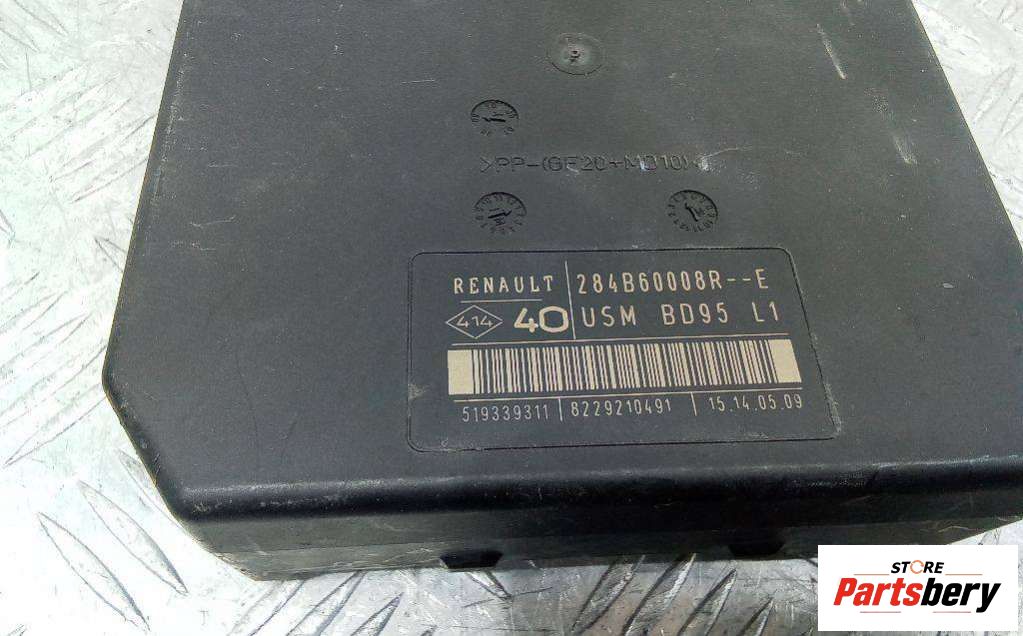 >PP-(GF20+MD10)<
RENAULT 284B60008R--E
414 40 USM BD95 L1
519339311 8229210491 15.14.05.09
STORE
Partsbery